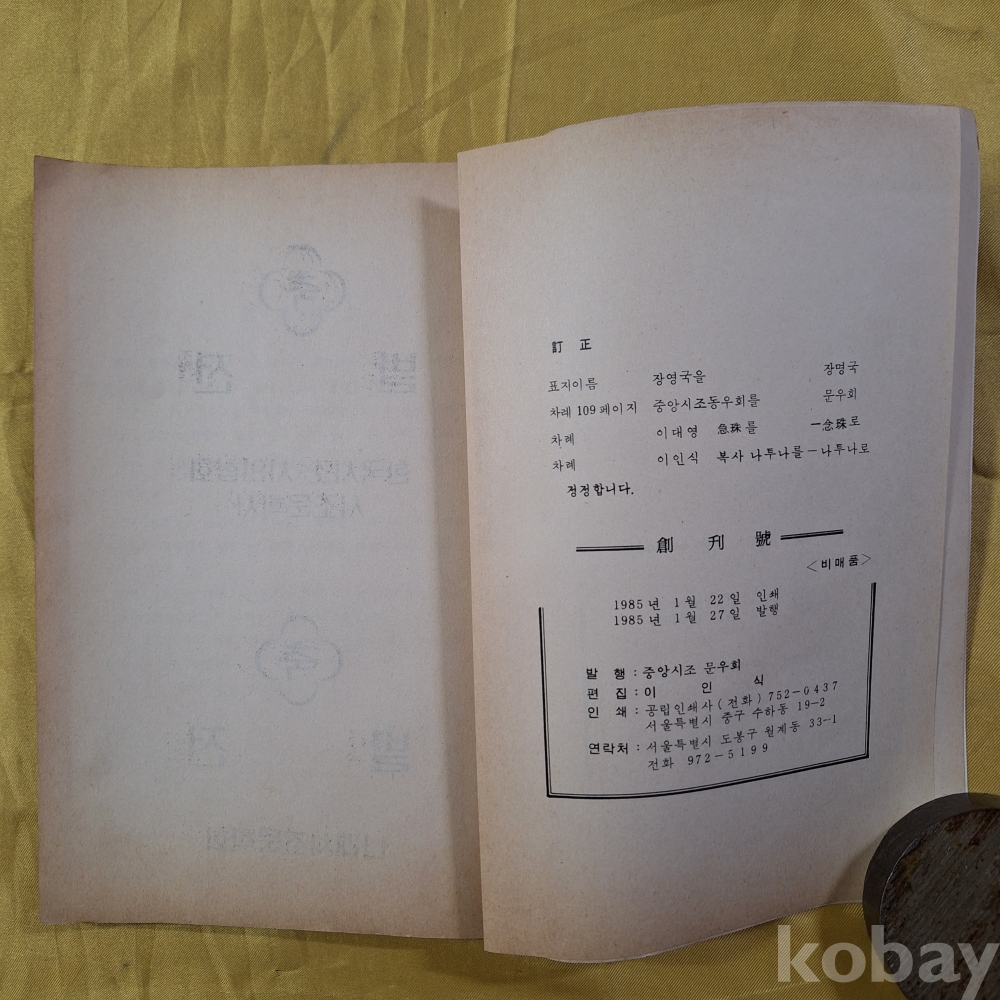 訂 正
표지이름 장영국을 장명국
차례 109페이지 중앙시조동우회를 문우회
차례 이대영 急珠를 一念珠로
차례 이인식 복사 나투나를 — 나투나로
정정합니다.
創 刊 號
<비매품>
1985년 1월 22일 인쇄
1985년 1월 27일 발행
발 행 : 중앙시조 문우회
편 집 : 이 인 식
인 쇄 : 공립인쇄사 (전화) 752-0437
서울특별시 중구 수하동 19-2
연락처 : 서울특별시 도봉구 월계동 33-1
전화 972-5199
kobay